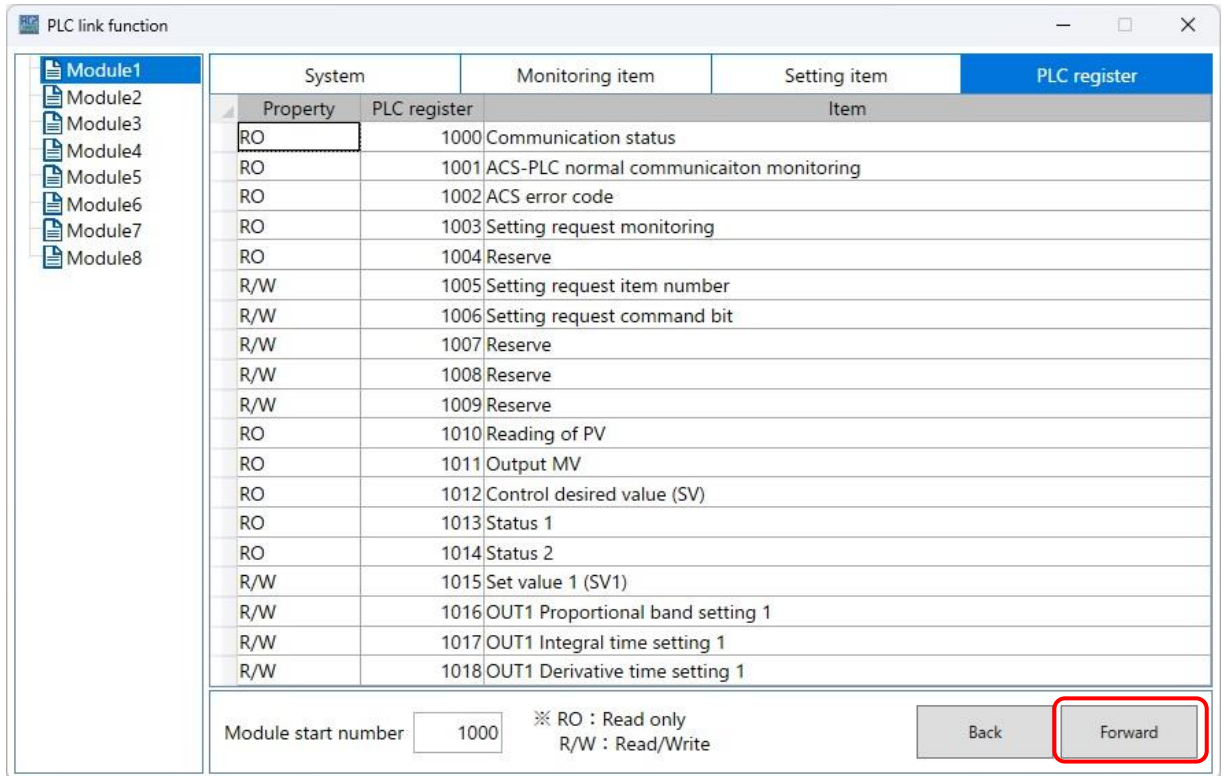 PLC link function
Module1
Module2
Module3
Module4
Module5
Module6
Module7
Module8
System Monitoring item Setting item PLC register
Property PLC register Item
RO 1000 Communication status
RO 1001 ACS-PLC normal communicaiton monitoring
RO 1002 ACS error code
RO 1003 Setting request monitoring
RO 1004 Reserve
R/W 1005 Setting request item number
R/W 1006 Setting request command bit
R/W 1007 Reserve
R/W 1008 Reserve
R/W 1009 Reserve
RO 1010 Reading of PV
RO 1011 Output MV
RO 1012 Control desired value (SV)
RO 1013 Status 1
RO 1014 Status 2
R/W 1015 Set value 1 (SV1)
R/W 1016 OUT1 Proportional band setting 1
R/W 1017 OUT1 Integral time setting 1
R/W 1018 OUT1 Derivative time setting 1
Module start number 1000
※ RO：Read only
R/W：Read/Write
Back Forward